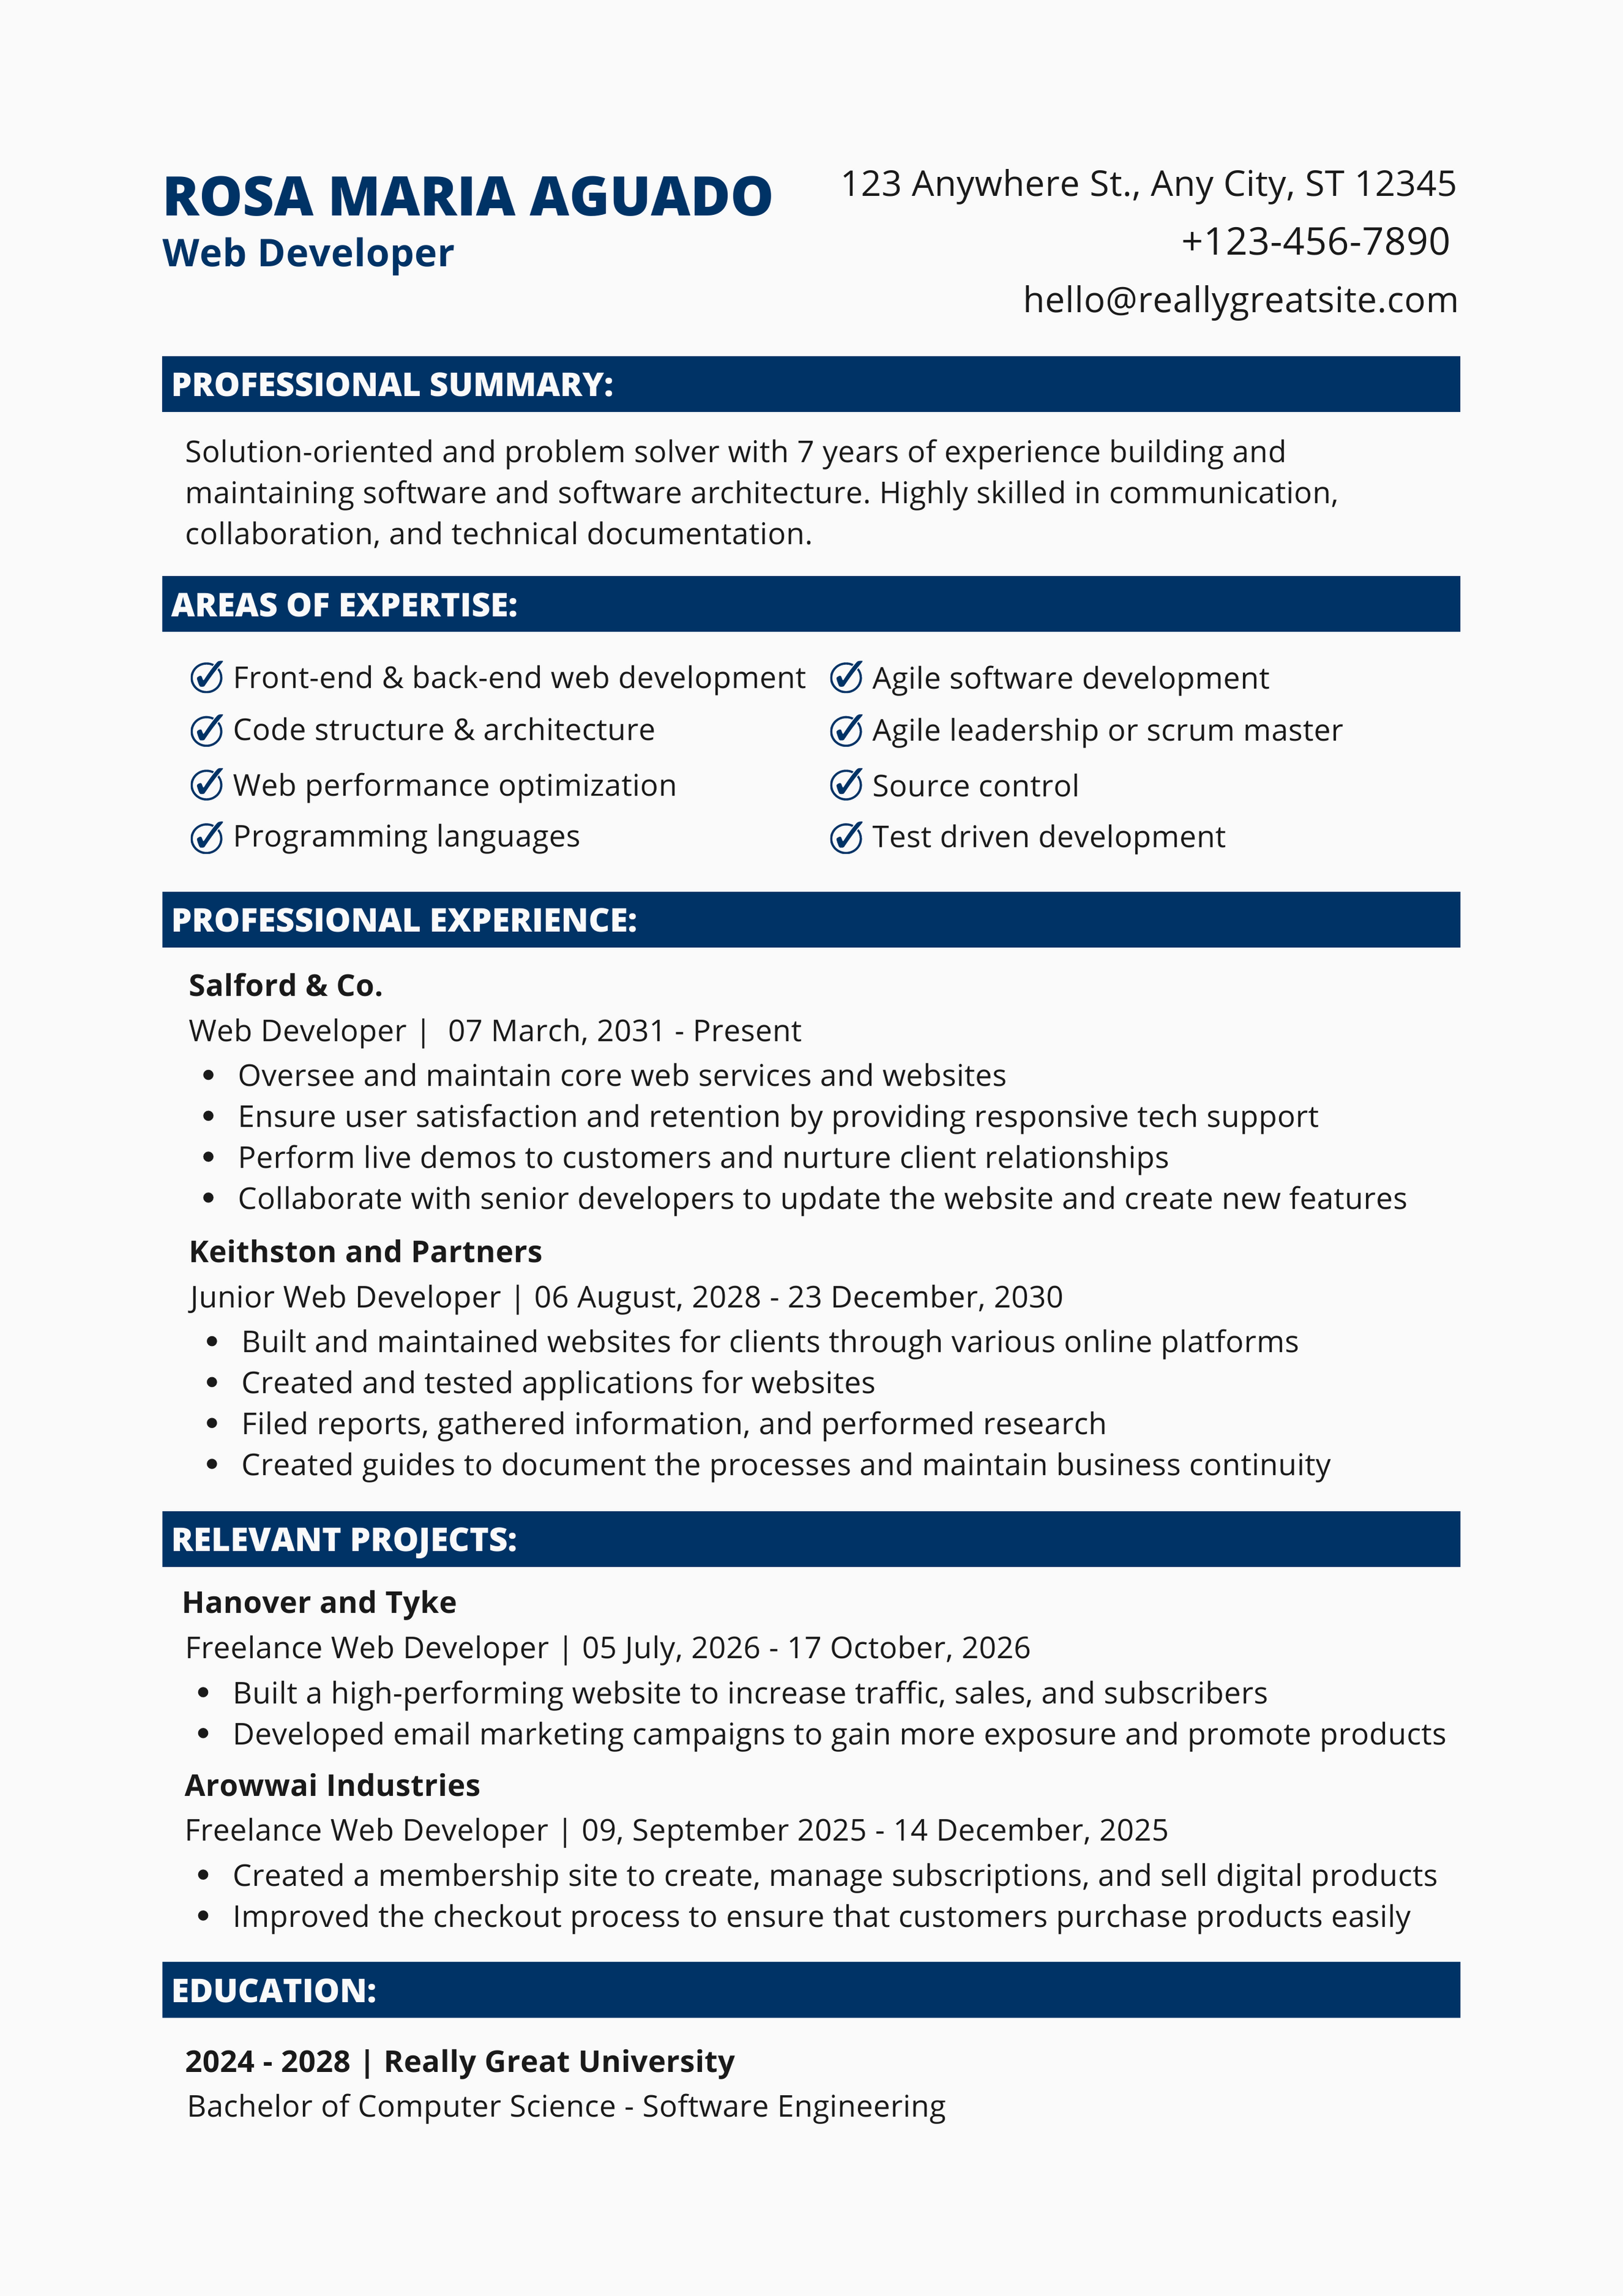 ROSA MARIA AGUADO
Web Developer
123 Anywhere St., Any City, ST 12345
+123-456-7890
hello@reallygreatsite.com
PROFESSIONAL SUMMARY:
Solution-oriented and problem solver with 7 years of experience building and
maintaining software and software architecture. Highly skilled in communication,
collaboration, and technical documentation.
AREAS OF EXPERTISE:
Front-end & back-end web development
Code structure & architecture
Web performance optimization
Programming languages
Agile software development
Agile leadership or scrum master
Source control
Test driven development
PROFESSIONAL EXPERIENCE:
Salford & Co.
Web Developer | 07 March, 2031 - Present
• Oversee and maintain core web services and websites
• Ensure user satisfaction and retention by providing responsive tech support
• Perform live demos to customers and nurture client relationships
• Collaborate with senior developers to update the website and create new features
Keithston and Partners
Junior Web Developer | 06 August, 2028 - 23 December, 2030
• Built and maintained websites for clients through various online platforms
• Created and tested applications for websites
• Filed reports, gathered information, and performed research
• Created guides to document the processes and maintain business continuity
RELEVANT PROJECTS:
Hanover and Tyke
Freelance Web Developer | 05 July, 2026 - 17 October, 2026
• Built a high-performing website to increase traffic, sales, and subscribers
• Developed email marketing campaigns to gain more exposure and promote products
Arowwai Industries
Freelance Web Developer | 09, September 2025 - 14 December, 2025
• Created a membership site to create, manage subscriptions, and sell digital products
• Improved the checkout process to ensure that customers purchase products easily
EDUCATION:
2024 - 2028 | Really Great University
Bachelor of Computer Science - Software Engineering